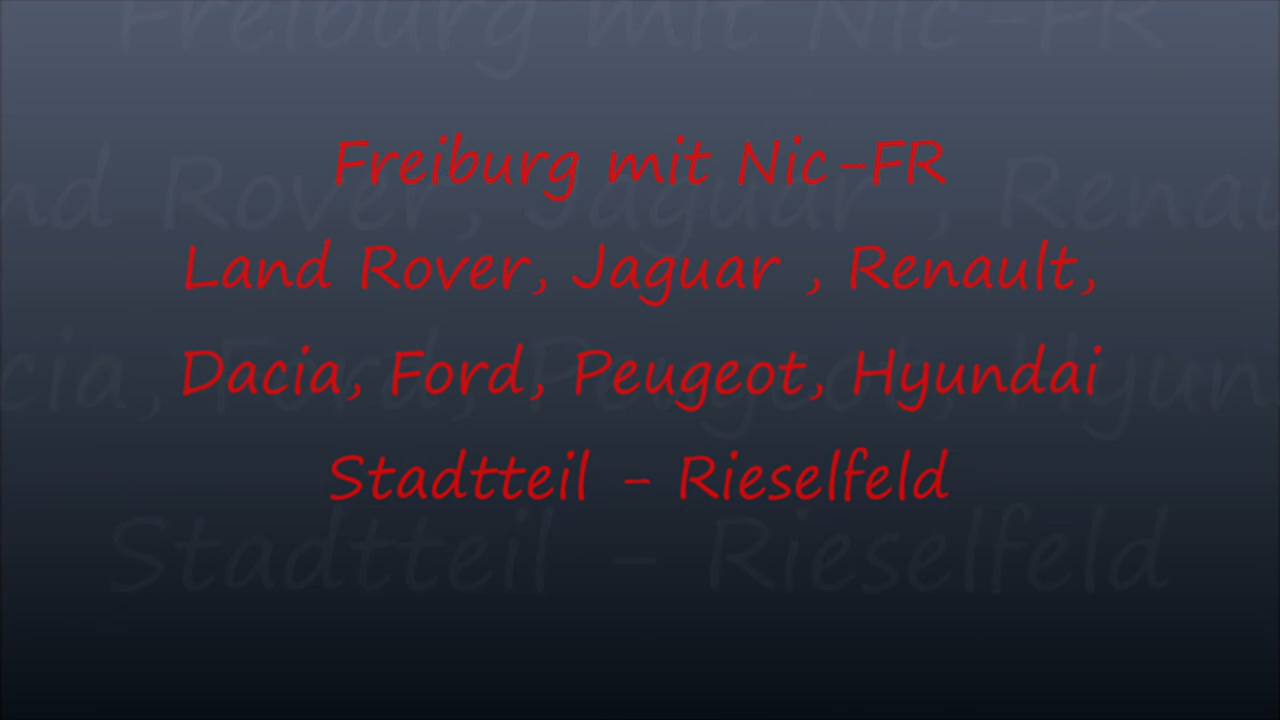 Freiburg mit Nic-FR
Land Rover, Jaguar , Renault,
Dacia, Ford, Peugeot, Hyundai
Stadtteil - Rieselfeld